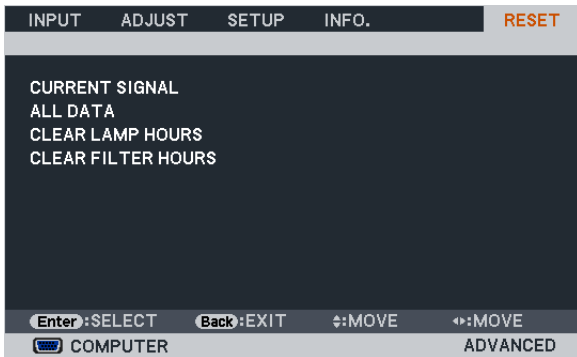 INPUT ADJUST SETUP INFO. RESET
CURRENT SIGNAL
ALL DATA
CLEAR LAMP HOURS
CLEAR FILTER HOURS
Enter:SELECT Back:EXIT :MOVE :MOVE
COMPUTER ADVANCED